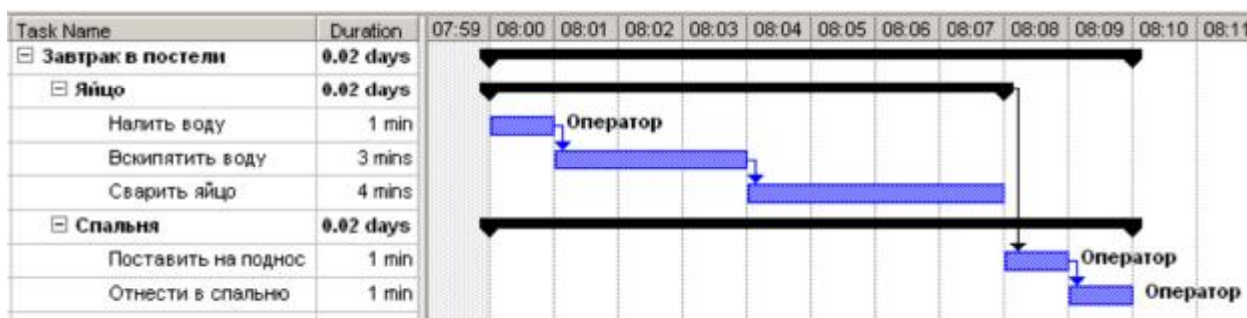 Task Name Duration 07:59 08:00 08:01 08:02 08:03 08:04 08:05 08:06 08:07 08:08 08:09 08:10 08:11
Завтрак в постели 0.02 days
Яйцо 0.02 days
Налить воду 1 min Оператор
Вскипятить воду 3 mins
Сварить яйцо 4 mins
Спальня 0.02 days
Поставить на поднос 1 min Оператор
Отнести в спальню 1 min Оператор